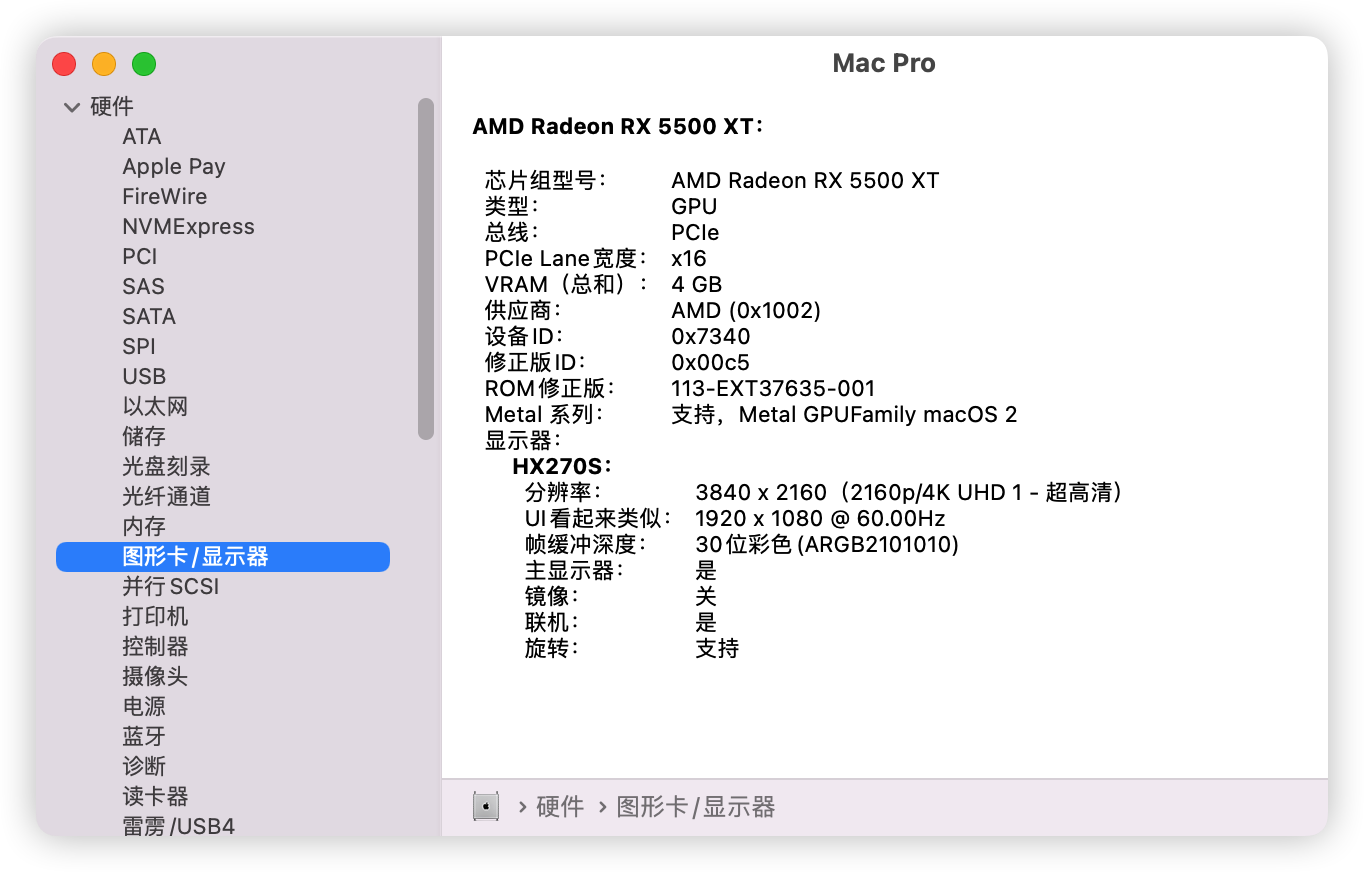 Mac Pro
硬件
ATA
Apple Pay
FireWire
NVMExpress
PCI
SAS
SATA
SPI
USB
以太网
储存
光盘刻录
光纤通道
内存
图形卡/显示器
并行SCSI
打印机
控制器
摄像头
电源
蓝牙
诊断
读卡器
雷雳/USB4
AMD Radeon RX 5500 XT：
芯片组型号： AMD Radeon RX 5500 XT
类型： GPU
总线： PCIe
PCIe Lane宽度： x16
VRAM（总和）： 4 GB
供应商： AMD (0x1002)
设备ID： 0x7340
修正版ID： 0x00c5
ROM修正版： 113-EXT37635-001
Metal 系列： 支持，Metal GPUFamily macOS 2
显示器：
HX270S：
分辨率： 3840 x 2160（2160p/4K UHD 1 - 超高清）
UI看起来类似： 1920 x 1080 @ 60.00Hz
帧缓冲深度： 30位彩色 (ARGB2101010)
主显示器： 是
镜像： 关
联机： 是
旋转： 支持
› 硬件 › 图形卡/显示器